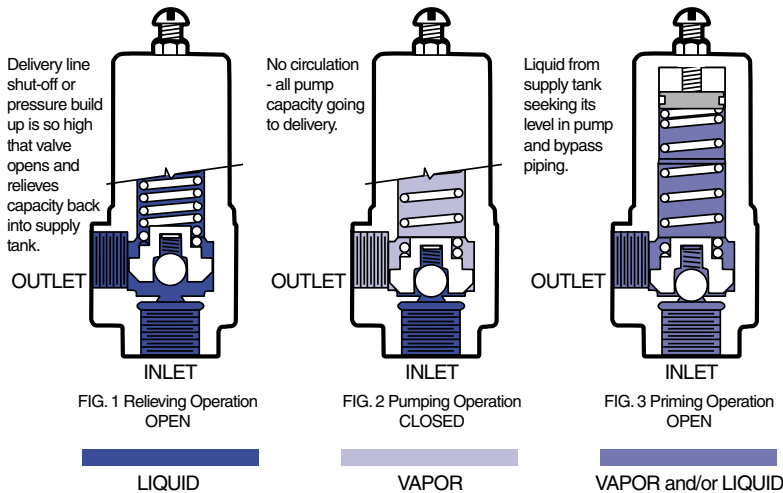 Delivery line
shut-off or
pressure build
up is so high
that valve
opens and
relieves
capacity back
into supply
tank.
OUTLET
INLET
FIG. 1 Relieving Operation
OPEN
LIQUID
No circulation
- all pump
capacity going
to delivery.
OUTLET
INLET
FIG. 2 Pumping Operation
CLOSED
VAPOR
Liquid from
supply tank
seeking its
level in pump
and bypass
piping.
OUTLET
INLET
FIG. 3 Priming Operation
OPEN
VAPOR and/or LIQUID